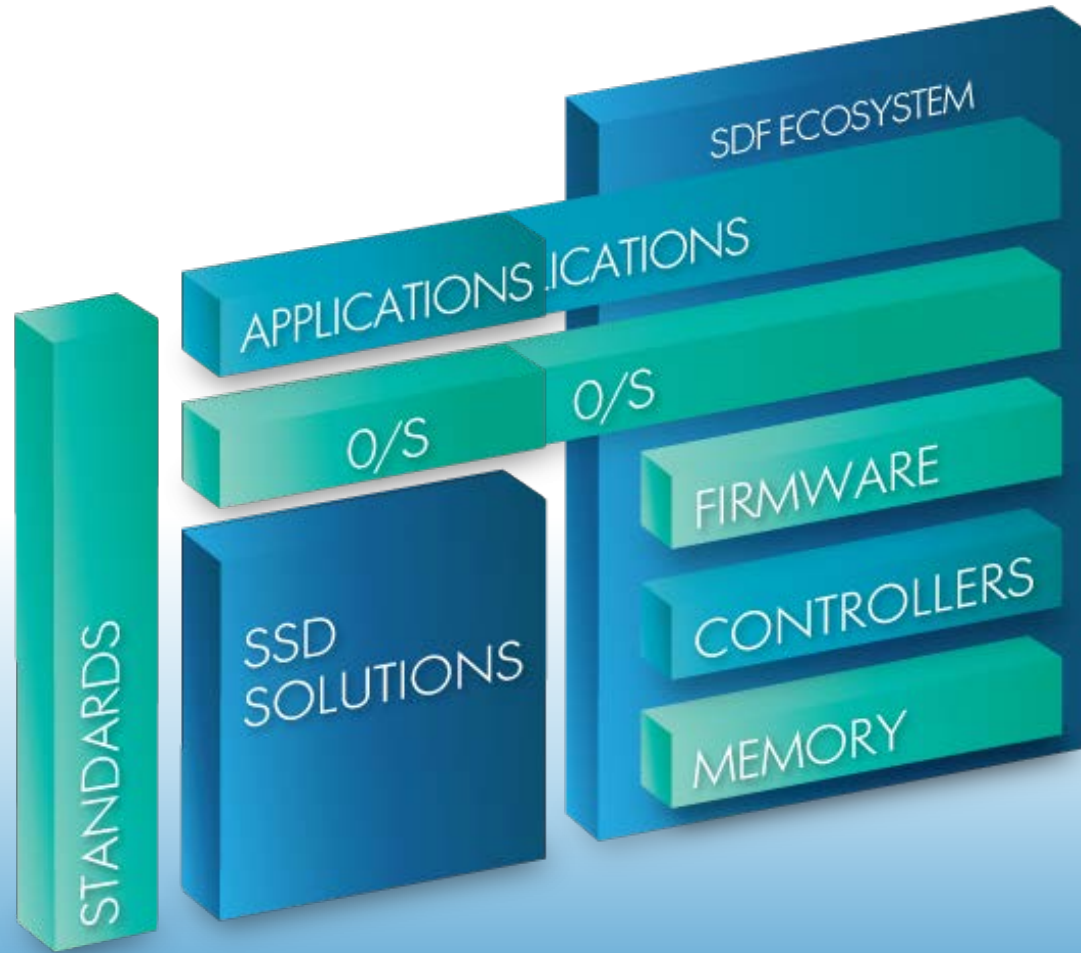 SDF ECOSYSTEM
APPLICATIONS
.ICATIONS
O/S
O/S
FIRMWARE
CONTROLLERS
MEMORY
SSD
SOLUTIONS
STANDARDS